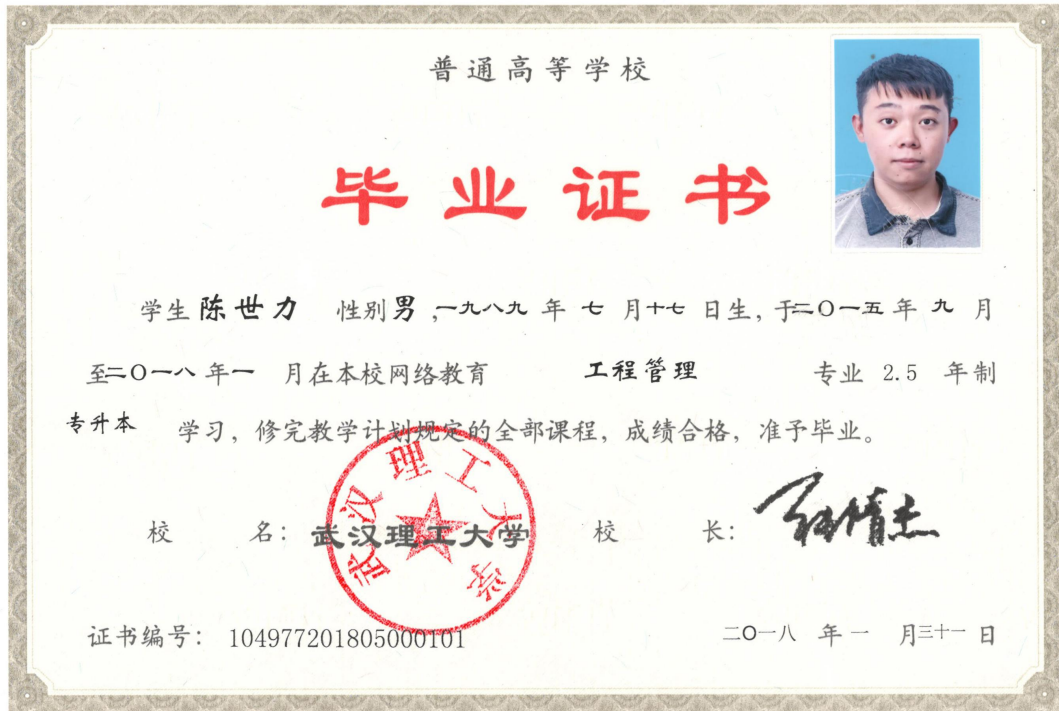 普通高等学校
毕业证书
学生 陈世力 性别 男 ,一九八九 年 七 月十七 日生，于二〇一五年 九 月
至二〇一八 年一 月在本校网络教育 工程管理 专业 2.5 年制
专升本 学习，修完教学计划规定的全部课程，成绩合格，准予毕业。
武汉理工大学
校 名： 武汉理工大学 校 长：
证书编号： 104977201805000101 二〇一八 年 一 月三十一 日